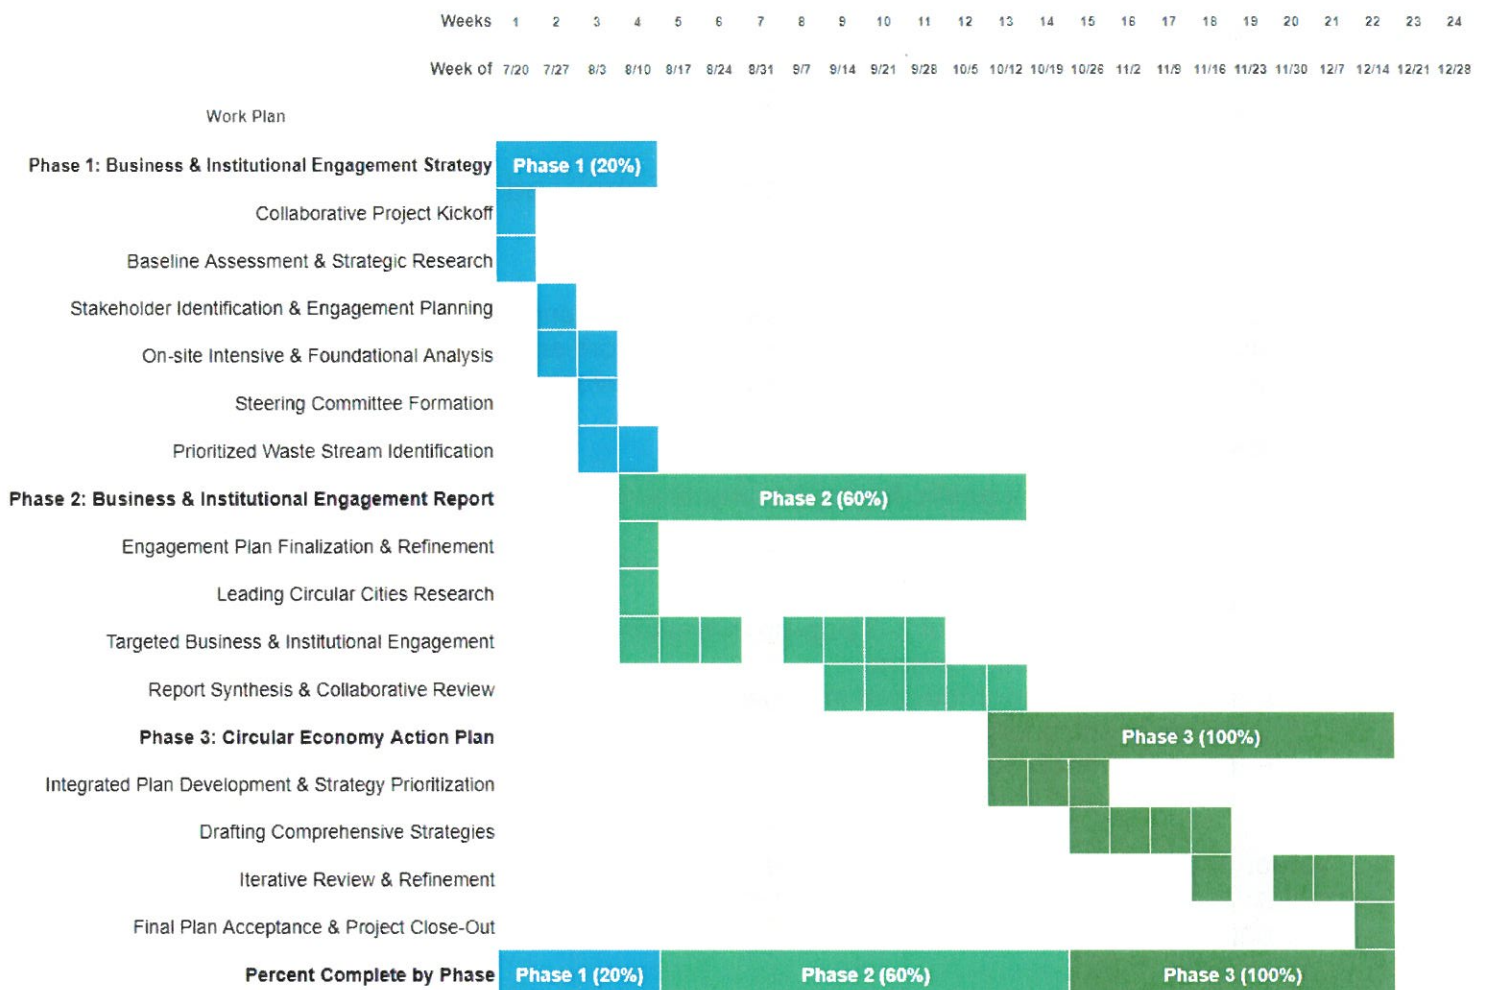 Weeks 1 2 3 4 5 6 7 8 9 10 11 12 13 14 15 16 17 18 19 20 21 22 23 24
Week of 7/20 7/27 8/3 8/10 8/17 8/24 8/31 9/7 9/14 9/21 9/28 10/5 10/12 10/19 10/26 11/2 11/9 11/16 11/23 11/30 12/7 12/14 12/21 12/28
Work Plan
Phase 1: Business & Institutional Engagement Strategy Phase 1 (20%)
Collaborative Project Kickoff
Baseline Assessment & Strategic Research
Stakeholder Identification & Engagement Planning
On-site Intensive & Foundational Analysis
Steering Committee Formation
Prioritized Waste Stream Identification
Phase 2: Business & Institutional Engagement Report Phase 2 (60%)
Engagement Plan Finalization & Refinement
Leading Circular Cities Research
Targeted Business & Institutional Engagement
Report Synthesis & Collaborative Review
Phase 3: Circular Economy Action Plan Phase 3 (100%)
Integrated Plan Development & Strategy Prioritization
Drafting Comprehensive Strategies
Iterative Review & Refinement
Final Plan Acceptance & Project Close-Out
Percent Complete by Phase Phase 1 (20%) Phase 2 (60%) Phase 3 (100%)